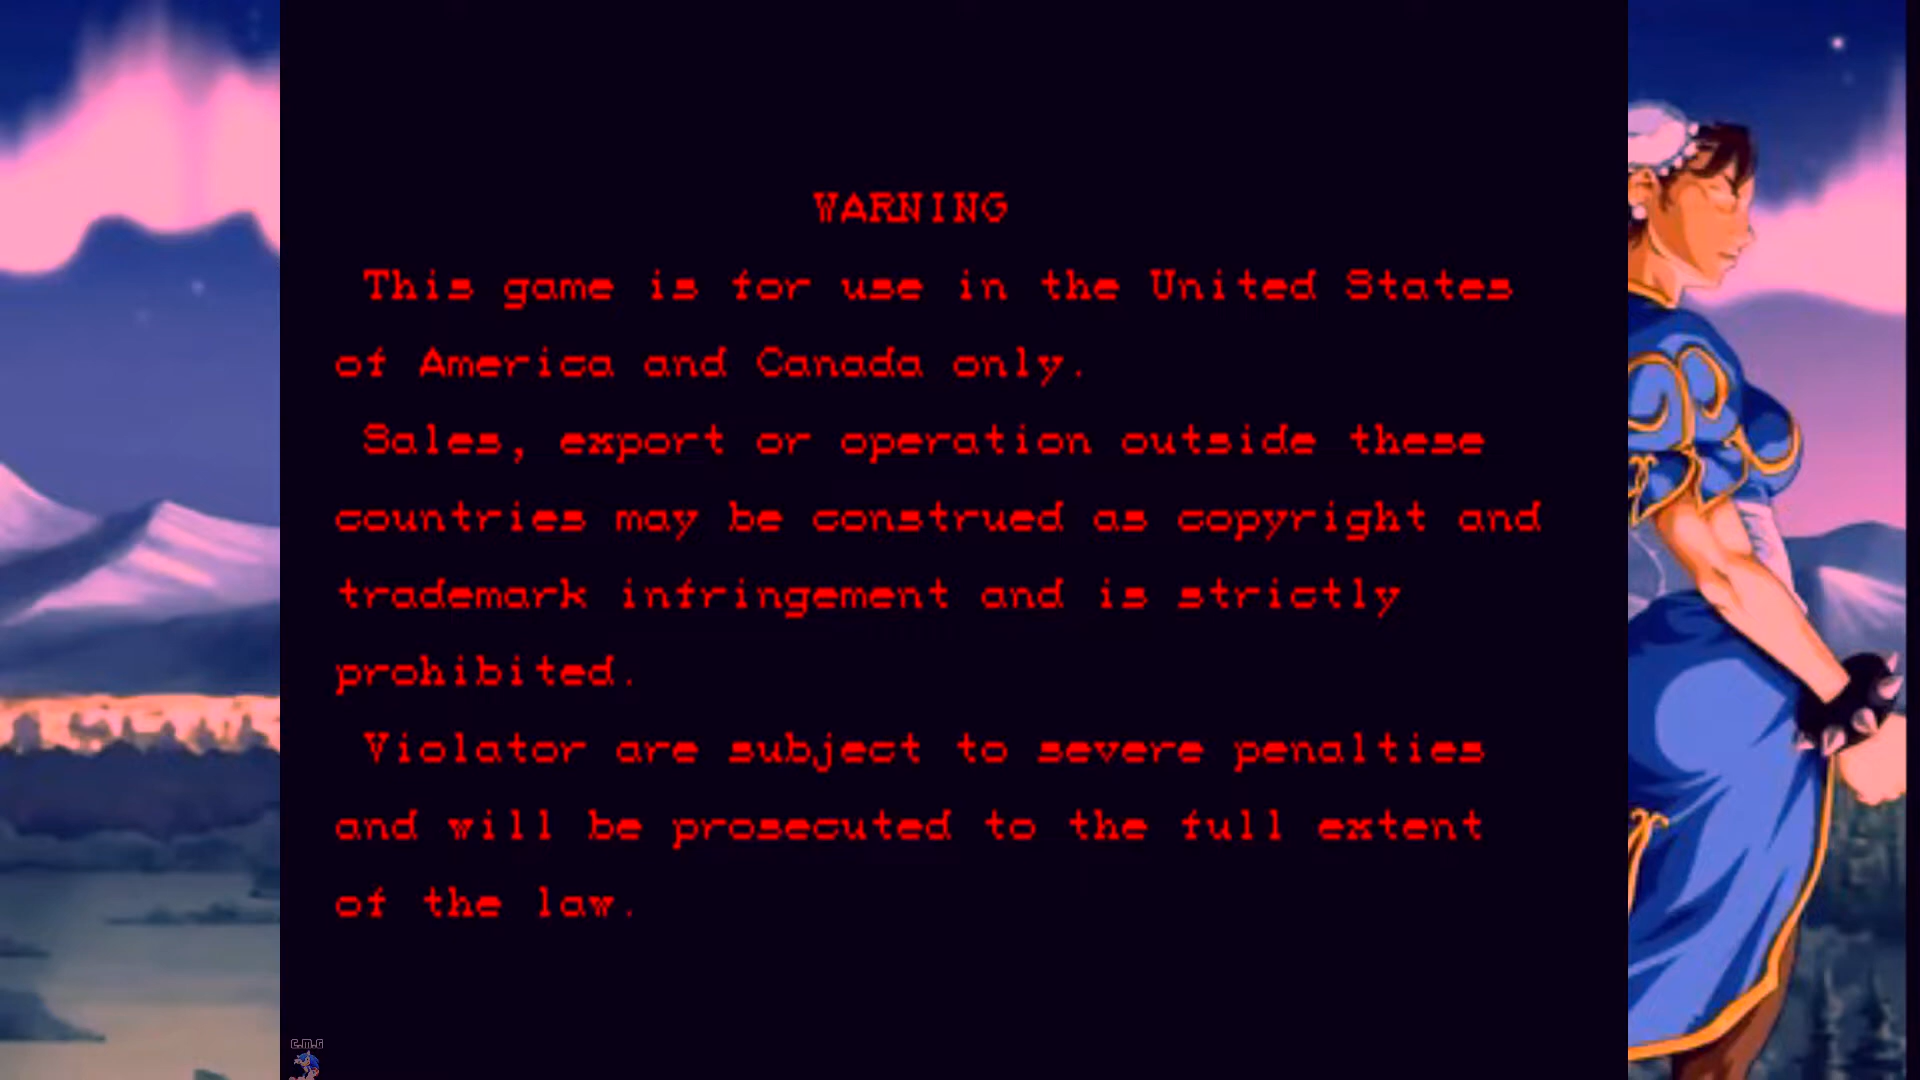 WARNING
This game is for use in the United States
of America and Canada only.
Sales, export or operation outside these
countries may be construed as copyright and
trademark infringement and is strictly
prohibited.
Violator are subject to severe penalties
and will be prosecuted to the full extent
of the law.
C.M.G